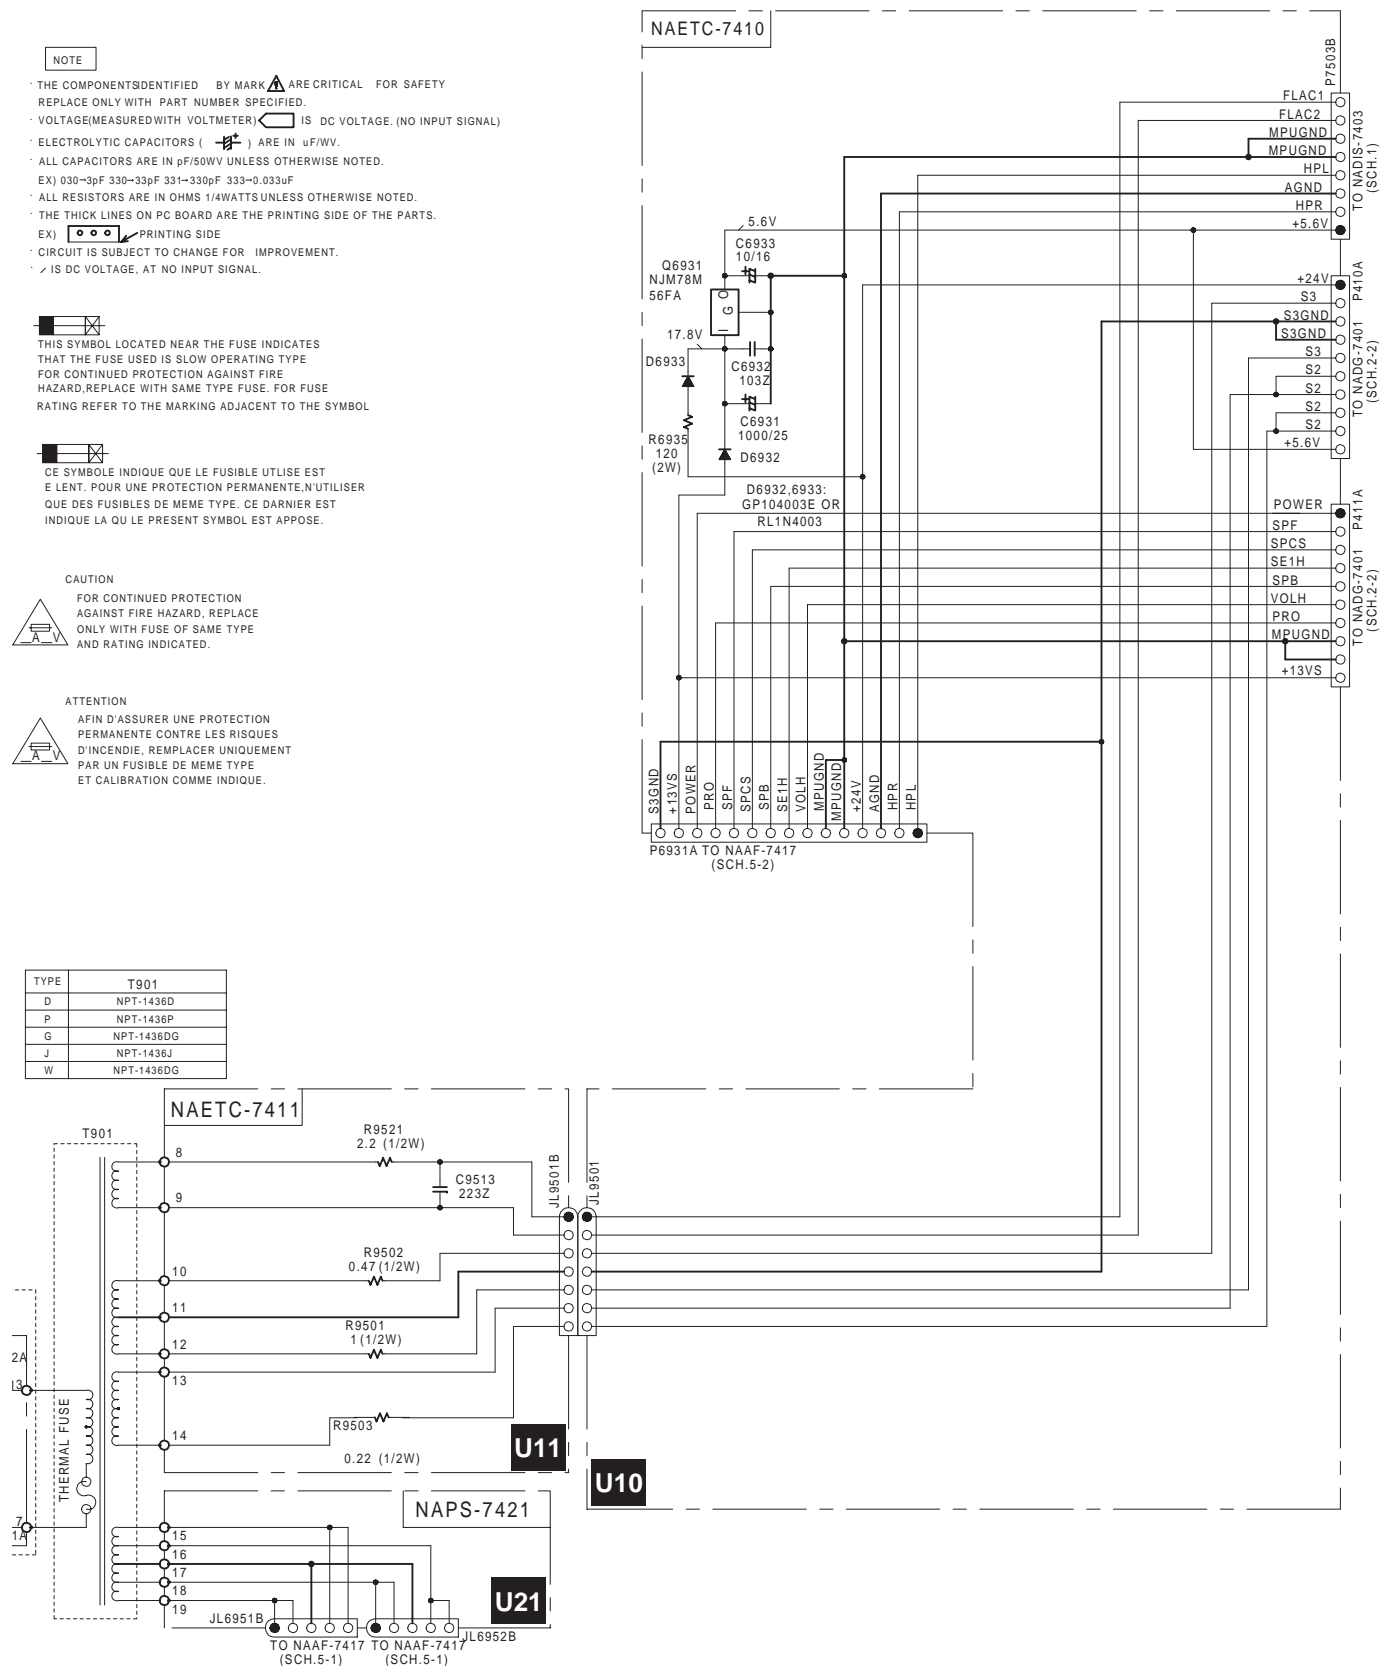 NOTE
· THE COMPONENTSIDENTIFIED BY MARK ARE CRITICAL FOR SAFETY
REPLACE ONLY WITH PART NUMBER SPECIFIED.
· VOLTAGE(MEASUREDWITH VOLTMETER) IS DC VOLTAGE. (NO INPUT SIGNAL)
· ELECTROLYTIC CAPACITORS ( ) ARE IN uF/WV.
· ALL CAPACITORS ARE IN pF/50WV UNLESS OTHERWISE NOTED.
EX) 030→3pF 330→33pF 331→330pF 333→0.033uF
· ALL RESISTORS ARE IN OHMS 1/4WATTS UNLESS OTHERWISE NOTED.
· THE THICK LINES ON PC BOARD ARE THE PRINTING SIDE OF THE PARTS.
EX) PRINTING SIDE
· CIRCUIT IS SUBJECT TO CHANGE FOR IMPROVEMENT.
· IS DC VOLTAGE, AT NO INPUT SIGNAL.
THIS SYMBOL LOCATED NEAR THE FUSE INDICATES
THAT THE FUSE USED IS SLOW OPERATING TYPE
FOR CONTINUED PROTECTION AGAINST FIRE
HAZARD,REPLACE WITH SAME TYPE FUSE. FOR FUSE
RATING REFER TO THE MARKING ADJACENT TO THE SYMBOL
CE SYMBOLE INDIQUE QUE LE FUSIBLE UTLISE EST
E LENT. POUR UNE PROTECTION PERMANENTE,N'UTILISER
QUE DES FUSIBLES DE MEME TYPE. CE DARNIER EST
INDIQUE LA QU LE PRESENT SYMBOL EST APPOSE.
CAUTION
FOR CONTINUED PROTECTION
AGAINST FIRE HAZARD, REPLACE
ONLY WITH FUSE OF SAME TYPE
AND RATING INDICATED.
A V
ATTENTION
AFIN D'ASSURER UNE PROTECTION
PERMANENTE CONTRE LES RISQUES
D'INCENDIE, REMPLACER UNIQUEMENT
PAR UN FUSIBLE DE MEME TYPE
ET CALIBRATION COMME INDIQUE.
A V
NAETC-7410
P7503B
FLAC1
FLAC2
MPUGND
MPUGND
HPL
AGND
HPR
+5.6V
TO NADIS-7403
(SCH.1)
5.6V
C6933
10/16
Q6931
NJM78M
56FA
O
G
I
17.8V
D6933
C6932
103Z
C6931
1000/25
R6935
120
(2W)
D6932
D6932,6933:
GP104003E OR
RL1N4003
P410A
+24V
S3
S3GND
S3GND
S3
S2
S2
S2
S2
+5.6V
TO NADG-7401
(SCH.2-2)
P411A
POWER
SPF
SPCS
SE1H
SPB
VOLH
PRO
MPUGND
+13VS
TO NADG-7401
(SCH.2-2)
S3GND
+13VS
POWER
PRO
SPF
SPCS
SPB
SE1H
VOLH
MPUGND
MPUGND
+24V
AGND
HPR
HPL
P6931A TO NAAF-7417
(SCH.5-2)
TYPE T901
D NPT-1436D
P NPT-1436P
G NPT-1436DG
J NPT-1436J
W NPT-1436DG
NAETC-7411
T901
8
R9521
2.2 (1/2W)
C9513
223Z
9
JL9501B
JL9501
R9502
0.47(1/2W)
10
11
R9501
1 (1/2W)
12
13
R9503
0.22 (1/2W)
14
2A
13
THERMAL FUSE
7
1A
U11
U10
NAPS-7421
15
16
17
18
19
U21
JL6951B
JL6952B
TO NAAF-7417
(SCH.5-1)
TO NAAF-7417
(SCH.5-1)